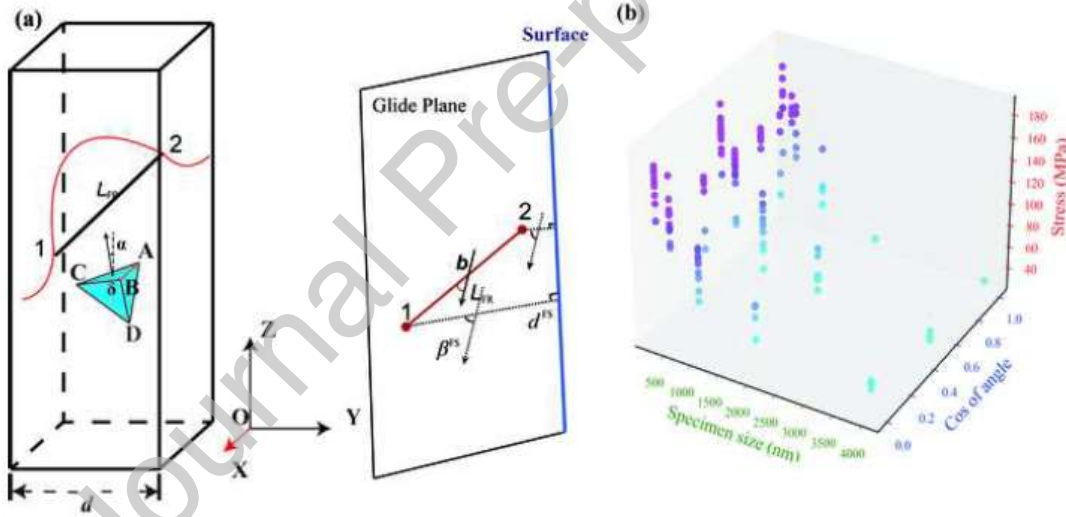 (a)
Surface
Glide Plane
2
1
L_FR
α
A
C
B
δ
D
Z
O
Y
X
d
2
b
L_FR
1
d^FS
β^FS
(b)
180
160
140
120
100
80
60
40
Stress (MPa)
1.0
0.8
0.6
0.4
0.2
0.0
Cos of angle
500
1000
1500
2000
2500
3000
3500
4000
Specimen size (nm)
Journal Pre-p